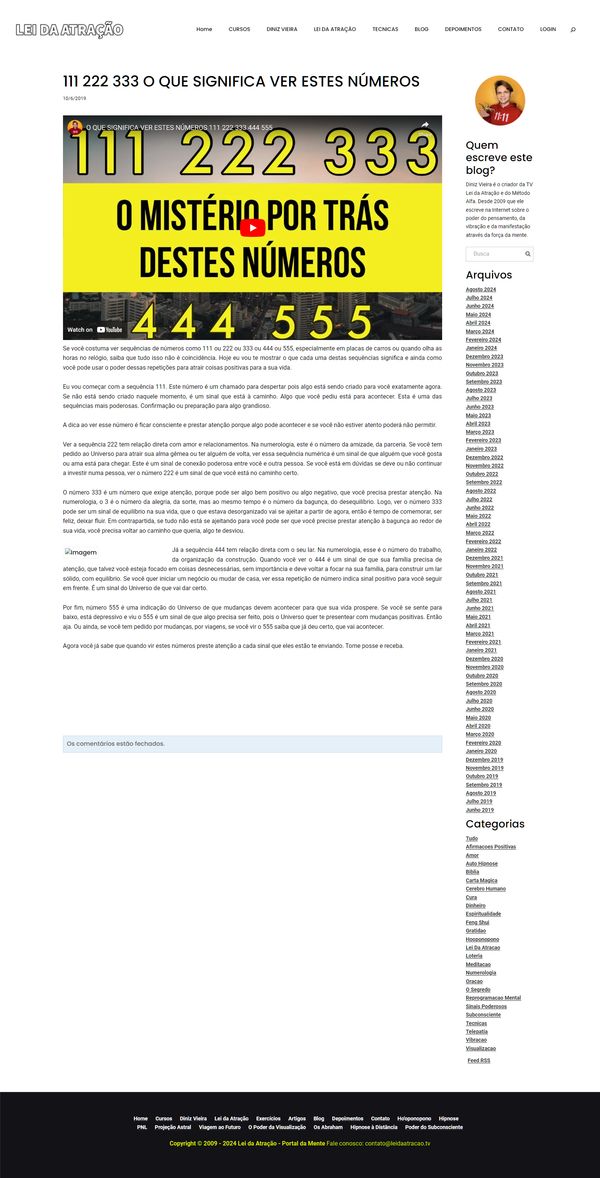 LEI DA ATRAÇÃO
Home CURSOS DINIZ VIEIRA LEI DA ATRAÇÃO TECNICAS BLOG DEPOIMENTOS CONTATO LOGIN
111 222 333 O QUE SIGNIFICA VER ESTES NÚMEROS
10/6/2019
O QUE SIGNIFICA VER ESTES NÚMEROS 111 222 333 444 555
111 222 333
O MISTÉRIO POR TRÁS
DESTES NÚMEROS
444 555
Watch on YouTube
Se você costuma ver sequências de números como 111 ou 222 ou 333 ou 444 ou 555, especialmente em placas de carros ou quando olha as
horas no relógio, saiba que tudo isso não é coincidência. Hoje eu vou te mostrar o que cada uma destas sequências significa e ainda como
você pode usar o poder dessas repetições para atrair coisas positivas para a sua vida.
Eu vou começar com a sequência 111. Este número é um chamado para despertar pois algo está sendo criado para você exatamente agora.
Se não está sendo criado naquele momento, é um sinal que está à caminho. Algo que você pediu está para acontecer. Esta é uma das
sequências mais poderosas. Confirmação ou preparação para algo grandioso.
A dica ao ver esse número é ficar consciente e prestar atenção porque algo pode acontecer e se você não estiver atento poderá não permitir.
Ver a sequência 222 tem relação direta com amor e relacionamentos. Na numerologia, este é o número da amizade, da parceria. Se você tem
pedido ao Universo para atrair sua alma gêmea ou ter alguém de volta, ver essa sequência numérica é um sinal de que alguém que você gosta
ou ama está para chegar. Este é um sinal de conexão poderosa entre você e outra pessoa. Se você está em dúvidas se deve ou não continuar
a investir numa pessoa, ver o número 222 é um sinal de que você está no caminho certo.
O número 333 é um número que exige atenção, porque pode ser algo bem positivo ou algo negativo, que você precisa prestar atenção. Na
numerologia, o 3 é o número da alegria, da sorte, mas ao mesmo tempo é o número da bagunça, do desequilíbrio. Logo, ver o número 333
pode ser um sinal de equilíbrio na sua vida, que o que estava desorganizado vai se ajeitar a partir de agora, então é tempo de comemorar, ser
feliz, deixar fluir. Em contrapartida, se tudo não está se ajeitando para você pode ser que você precise prestar atenção à bagunça ao redor de
sua vida, você precisa voltar ao caminho que queria, algo te desviou.
Imagem
Já a sequência 444 tem relação direta com o seu lar. Na numerologia, esse é o número do trabalho,
da organização da construção. Quando você ver o 444 é um sinal de que sua família precisa de
atenção, que talvez você esteja focado em coisas desnecessárias, sem importância e deve voltar a focar na sua família, para construir um lar
sólido, com equilíbrio. Se você quer iniciar um negócio ou mudar de casa, ver essa repetição de número indica sinal positivo para você seguir
em frente. É um sinal do Universo de que vai dar certo.
Por fim, número 555 é uma indicação do Universo de que mudanças devem acontecer para que sua vida prospere. Se você se sente para
baixo, está depressivo e viu o 555 é um sinal de que algo precisa ser feito, pois o Universo quer te presentear com mudanças positivas. Então
aja. Ou ainda, se você tem pedido por mudanças, por viagens, se você vir o 555 saiba que já deu certo, que vai acontecer.
Agora você já sabe que quando vir estes números preste atenção a cada sinal que eles estão te enviando. Tome posse e receba.
Os comentários estão fechados.
11:11
Quem
escreve este
blog?
Diniz Vieira é o criador da TV
Lei da Atração e do Método
Alfa. Desde 2009 que ele
escreve na Internet sobre o
poder do pensamento, da
vibração e da manifestação
através da força da mente.
Busca
Arquivos
Agosto 2024
Julho 2024
Junho 2024
Maio 2024
Abril 2024
Março 2024
Fevereiro 2024
Janeiro 2024
Dezembro 2023
Novembro 2023
Outubro 2023
Setembro 2023
Agosto 2023
Julho 2023
Junho 2023
Maio 2023
Abril 2023
Março 2023
Fevereiro 2023
Janeiro 2023
Dezembro 2022
Novembro 2022
Outubro 2022
Setembro 2022
Agosto 2022
Julho 2022
Junho 2022
Maio 2022
Abril 2022
Março 2022
Fevereiro 2022
Janeiro 2022
Dezembro 2021
Novembro 2021
Outubro 2021
Setembro 2021
Agosto 2021
Julho 2021
Junho 2021
Maio 2021
Abril 2021
Março 2021
Fevereiro 2021
Janeiro 2021
Dezembro 2020
Novembro 2020
Outubro 2020
Setembro 2020
Agosto 2020
Julho 2020
Junho 2020
Maio 2020
Abril 2020
Março 2020
Fevereiro 2020
Janeiro 2020
Dezembro 2019
Novembro 2019
Outubro 2019
Setembro 2019
Agosto 2019
Julho 2019
Junho 2019
Categorias
Tudo
Afirmacoes Positivas
Amor
Auto Hipnose
Biblia
Carta Magica
Cerebro Humano
Cura
Dinheiro
Espiritualidade
Feng Shui
Gratidao
Hooponopono
Lei Da Atracao
Loteria
Meditacao
Numerologia
Oracao
O Segredo
Reprogramacao Mental
Sinais Poderosos
Subconsciente
Tecnicas
Telepatia
Vibracao
Visualizacao
Feed RSS
Home Cursos Diniz Vieira Lei da Atração Exercícios Artigos Blog Depoimentos Contato Ho'oponopono Hipnose
PNL Projeção Astral Viagem ao Futuro O Poder da Visualização Os Abraham Hipnose à Distância Poder do Subconsciente
Copyright © 2009 - 2024 Lei da Atração - Portal da Mente Fale conosco: contato@leidaatracao.tv